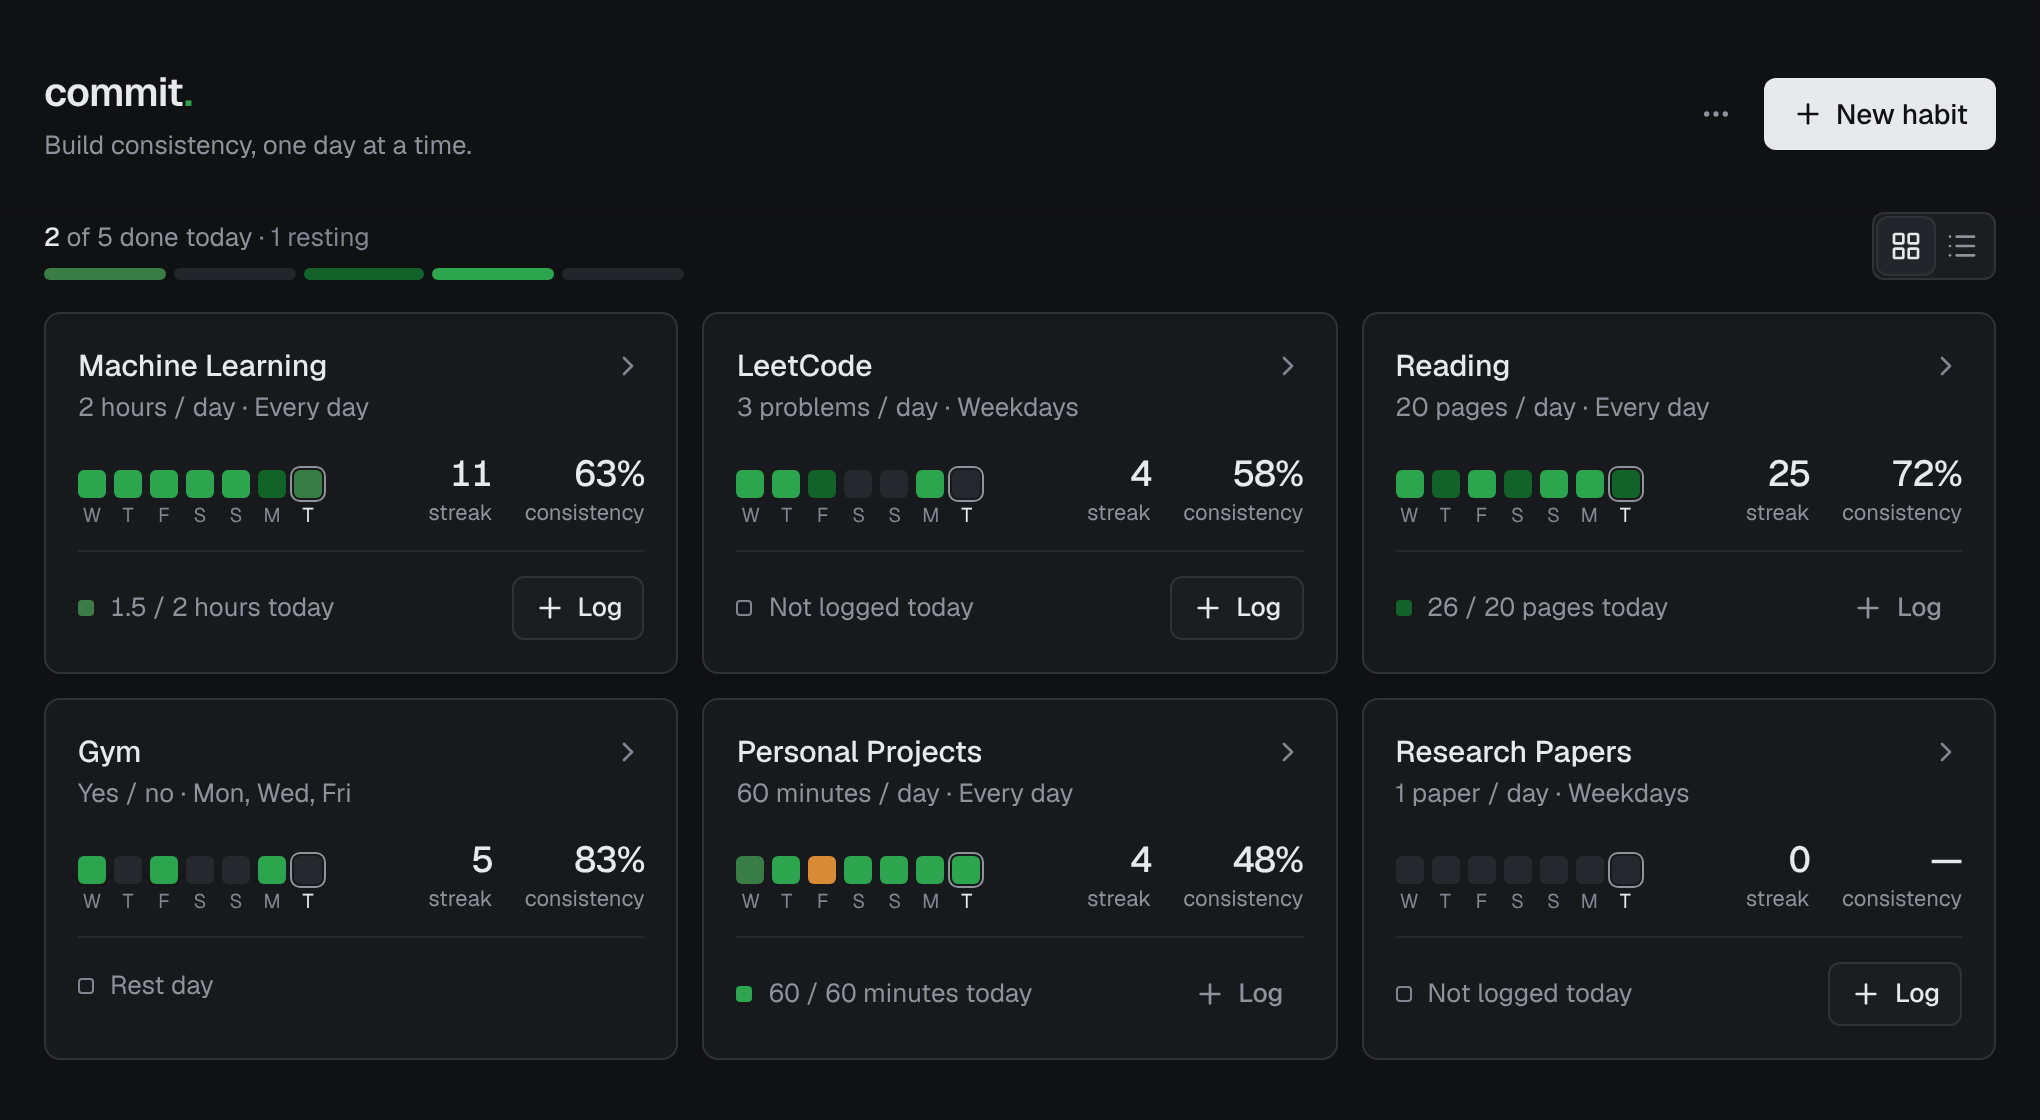 commit.
Build consistency, one day at a time.
New habit
2 of 5 done today · 1 resting
Machine Learning
2 hours / day · Every day
W T F S S M T
11 streak
63% consistency
1.5 / 2 hours today
Log
LeetCode
3 problems / day · Weekdays
W T F S S M T
4 streak
58% consistency
Not logged today
Log
Reading
20 pages / day · Every day
W T F S S M T
25 streak
72% consistency
26 / 20 pages today
Log
Gym
Yes / no · Mon, Wed, Fri
W T F S S M T
5 streak
83% consistency
Rest day
Personal Projects
60 minutes / day · Every day
W T F S S M T
4 streak
48% consistency
60 / 60 minutes today
Log
Research Papers
1 paper / day · Weekdays
W T F S S M T
0 streak
— consistency
Not logged today
Log